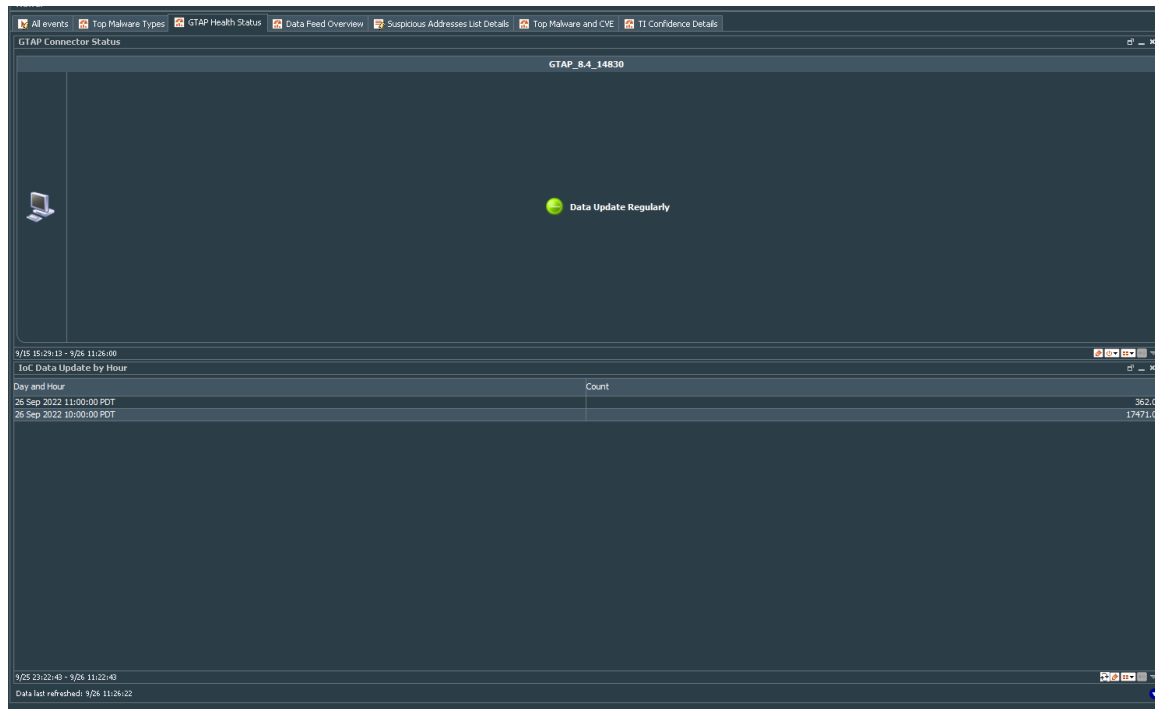 All events Top Malware Types GTAP Health Status Data Feed Overview Suspicious Addresses List Details Top Malware and CVE TI Confidence Details
GTAP Connector Status
GTAP_8.4_14830
Data Update Regularly
9/15 15:29:13 - 9/26 11:26:00
IoC Data Update by Hour
Day and Hour Count
26 Sep 2022 11:00:00 PDT 362.0
26 Sep 2022 10:00:00 PDT 17471.0
9/25 23:22:43 - 9/26 11:22:43
Data last refreshed: 9/26 11:26:22